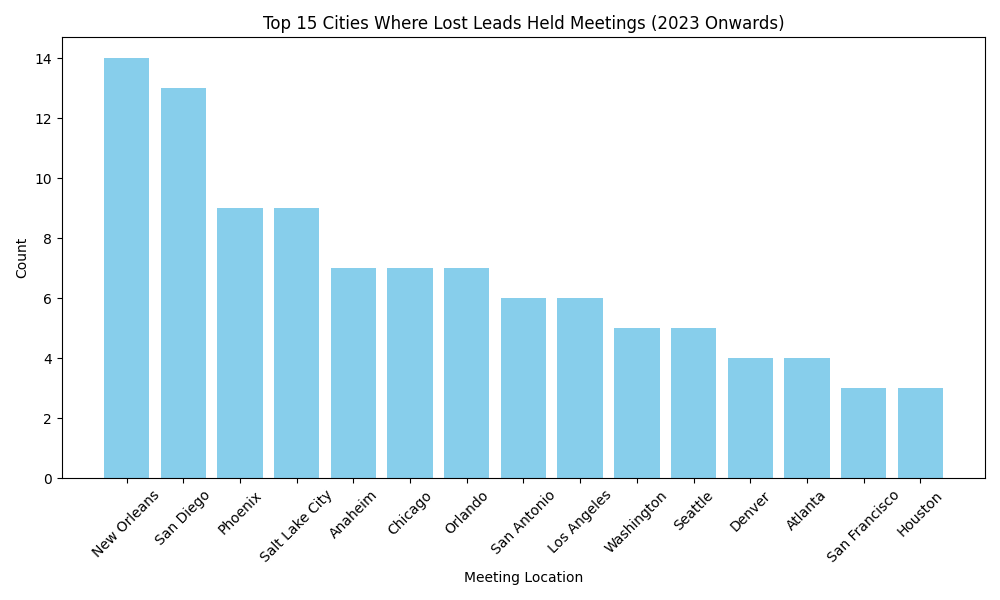 Top 15 Cities Where Lost Leads Held Meetings (2023 Onwards)
Count
14
12
10
8
6
4
2
0
New Orleans
San Diego
Phoenix
Salt Lake City
Anaheim
Chicago
Orlando
San Antonio
Los Angeles
Washington
Seattle
Denver
Atlanta
San Francisco
Houston
Meeting Location